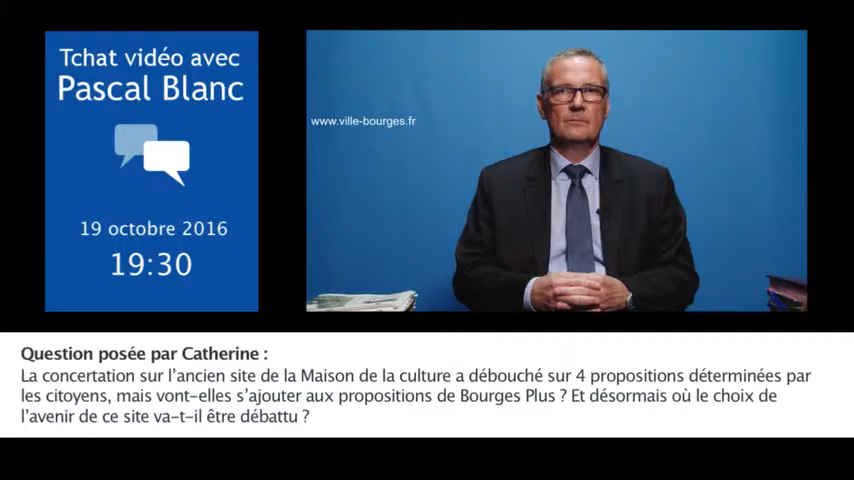 Tchat vidéo avec
Pascal Blanc
www.ville-bourges.fr
19 octobre 2016
19:30
Question posée par Catherine :
La concertation sur l’ancien site de la Maison de la culture a débouché sur 4 propositions déterminées par
les citoyens, mais vont-elles s’ajouter aux propositions de Bourges Plus ? Et désormais où le choix de
l’avenir de ce site va-t-il être débattu ?